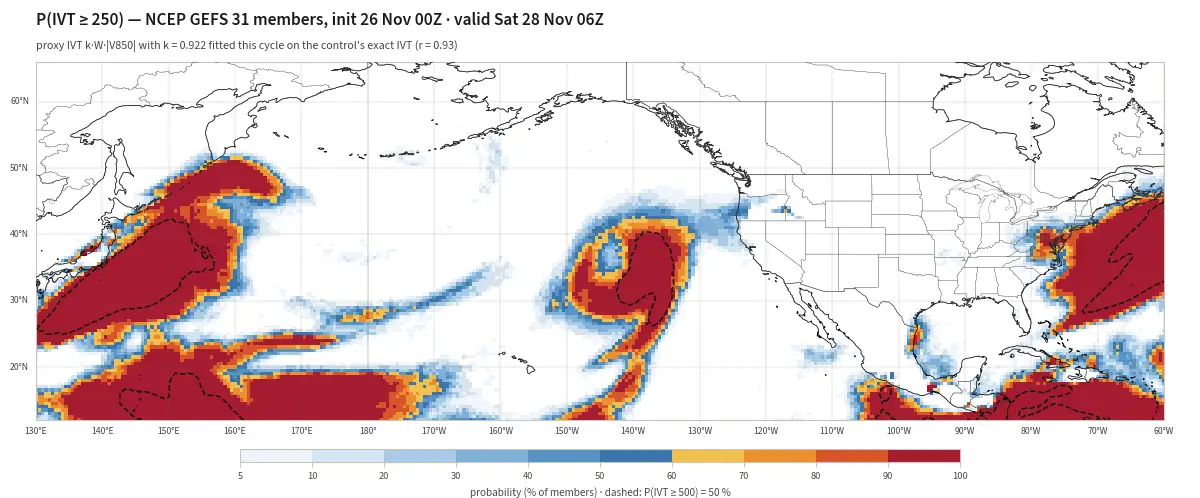 P(IVT ≥ 250) — NCEP GEFS 31 members, init 26 Nov 00Z · valid Sat 28 Nov 06Z
proxy IVT k·W·|V850| with k = 0.922 fitted this cycle on the control's exact IVT (r = 0.93)
60°N
50°N
40°N
30°N
20°N
130°E 140°E 150°E 160°E 170°E 180° 170°W 160°W 150°W 140°W 130°W 120°W 110°W 100°W 90°W 80°W 70°W 60°W
5 10 20 30 40 50 60 70 80 90 100
probability (% of members) · dashed: P(IVT ≥ 500) = 50 %